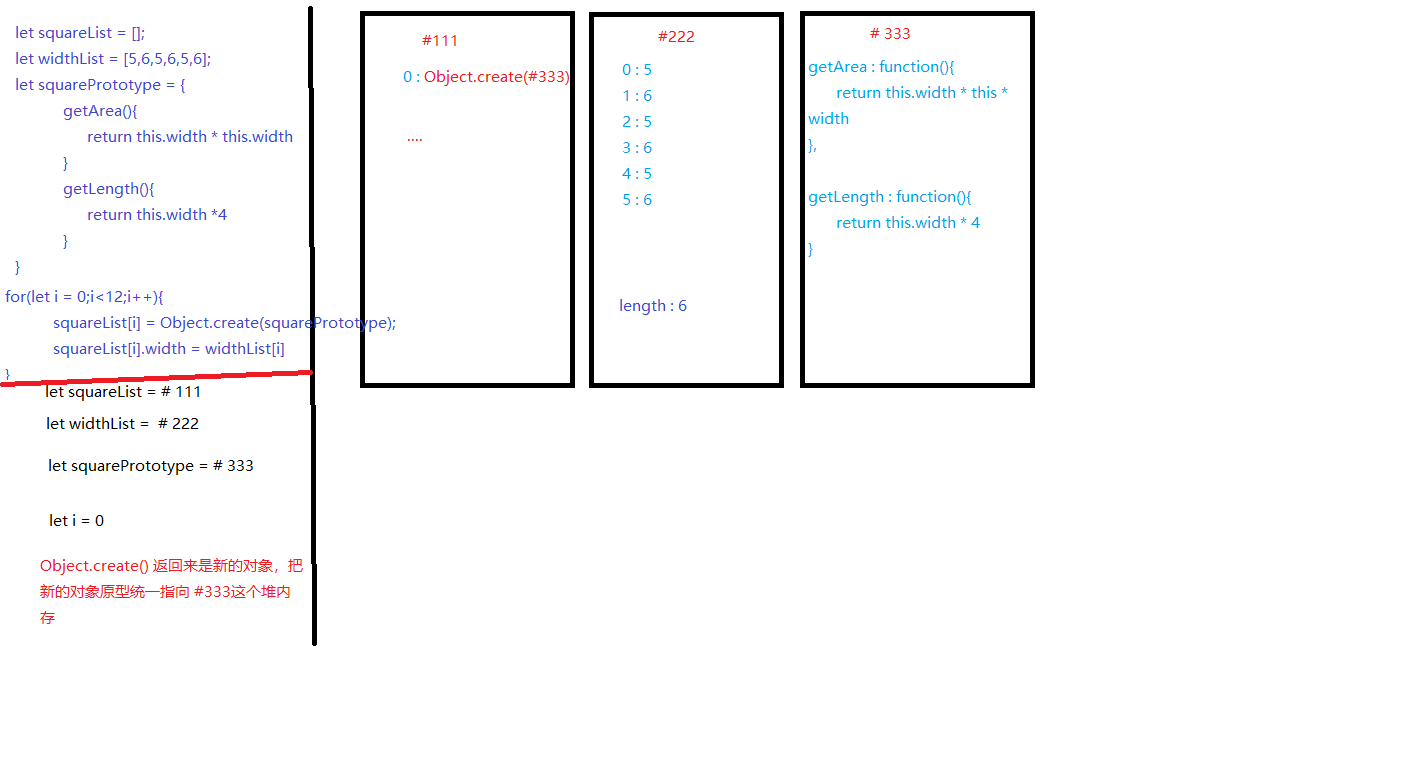 let squareList = [];
let widthList = [5,6,5,6,5,6];
let squarePrototype = {
getArea(){
return this.width * this.width
}
getLength(){
return this.width *4
}
}
for(let i = 0;i<12;i++){
squareList[i] = Object.create(squarePrototype);
squareList[i].width = widthList[i]
}
let squareList = # 111
let widthList = # 222
let squarePrototype = # 333
let i = 0
Object.create() 返回来是新的对象，把
新的对象原型统一指向 #333这个堆内
存
#111
0 : Object.create(#333)
....
#222
0 : 5
1 : 6
2 : 5
3 : 6
4 : 5
5 : 6
length : 6
# 333
getArea : function(){
return this.width * this *
width
},
getLength : function(){
return this.width * 4
}